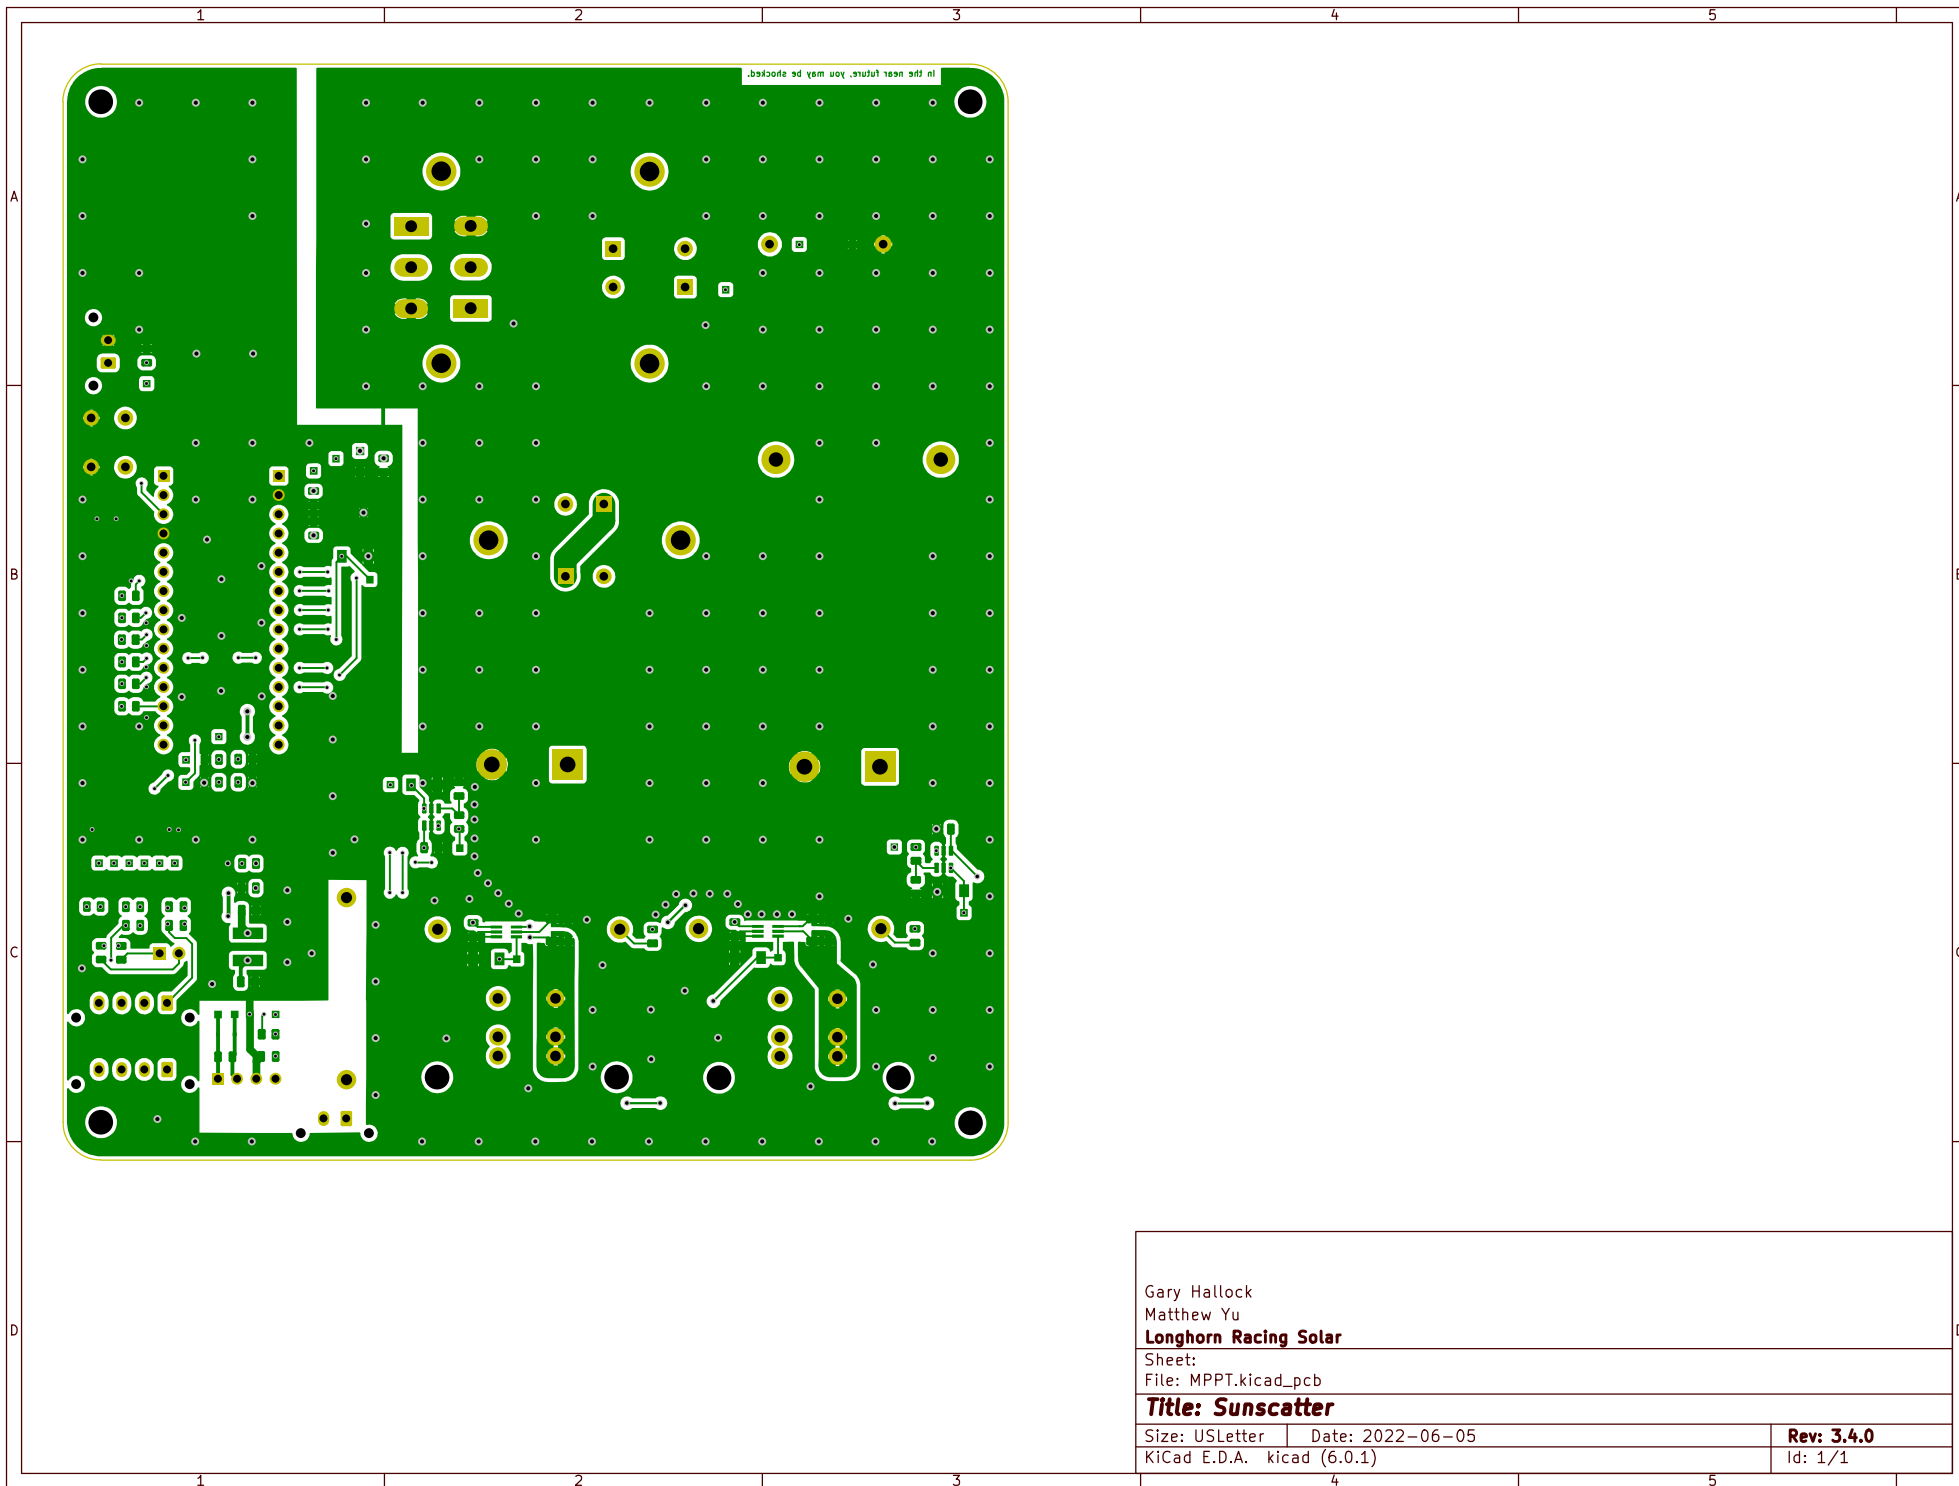 1 2 3 4 5
In the near future, you may be shocked.
A A
B B
C C
D D
Gary Hallock
Matthew Yu
Longhorn Racing Solar
Sheet:
File: MPPT.kicad_pcb
Title: Sunscatter
Size: USLetter Date: 2022-06-05 Rev: 3.4.0
KiCad E.D.A. kicad (6.0.1) Id: 1/1
1 2 3 4 5